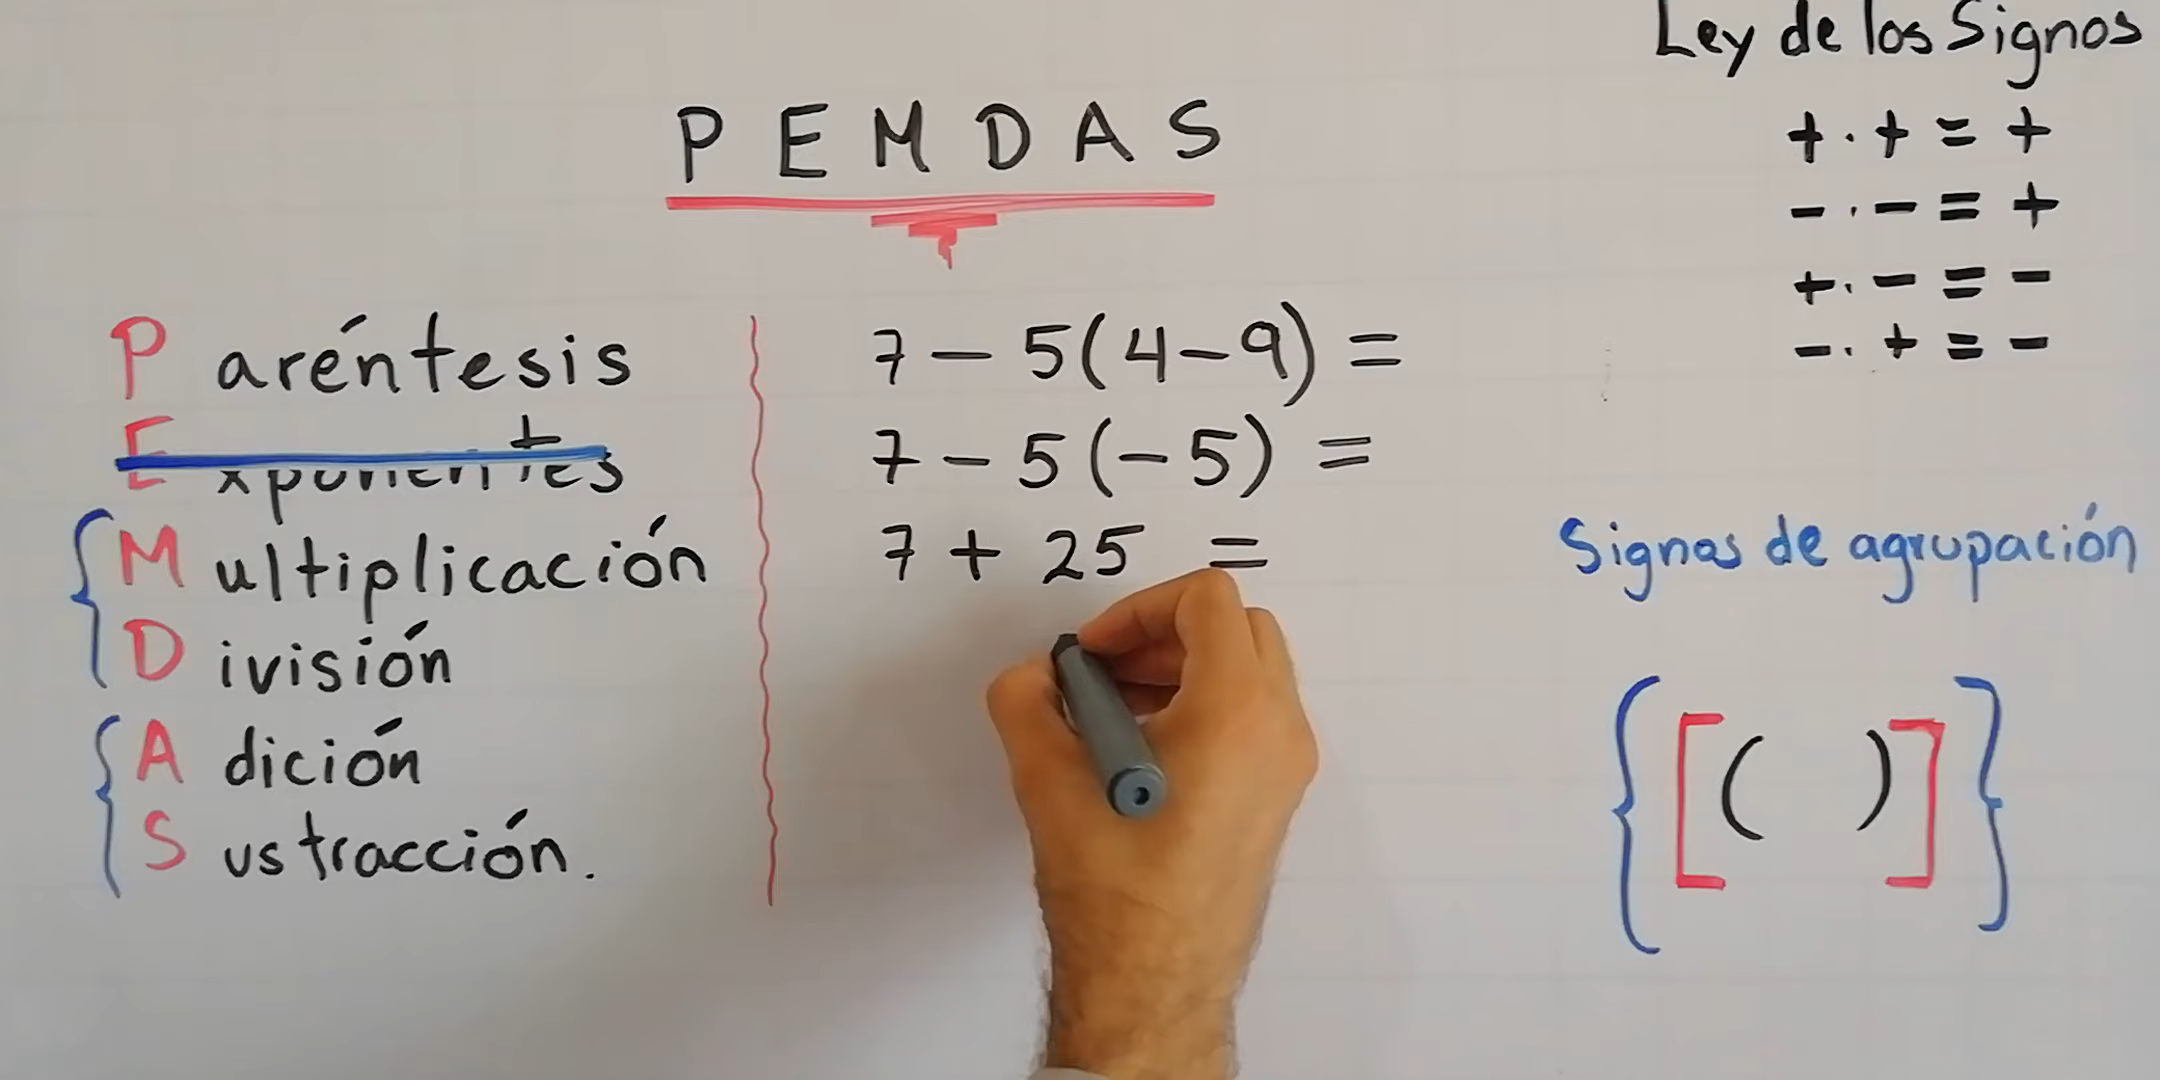 Ley de los Signos
+ · + = +
- · - = +
+ · - = -
- · + = -
PEMDAS
Paréntesis
Exponentes
Multiplicación
División
Adición
Sustracción.
7 - 5(4-9) =
7 - 5(-5) =
7 + 25 =
Signos de agrupación
{[( )]}